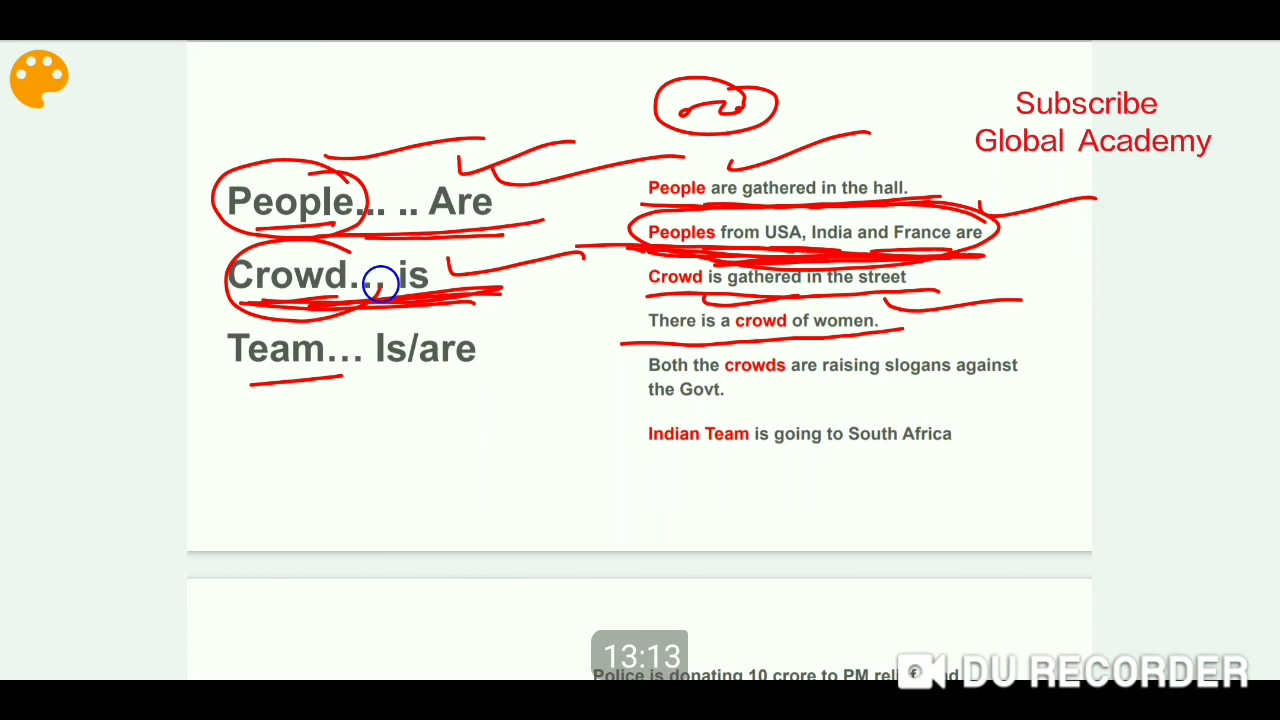 Subscribe
Global Academy
People... .. Are
Crowd... is
Team... Is/are
People are gathered in the hall.
Peoples from USA, India and France are
Crowd is gathered in the street
There is a crowd of women.
Both the crowds are raising slogans against
the Govt.
Indian Team is going to South Africa
13:13
Police is donating 10 crore to PM
DU RECORDER